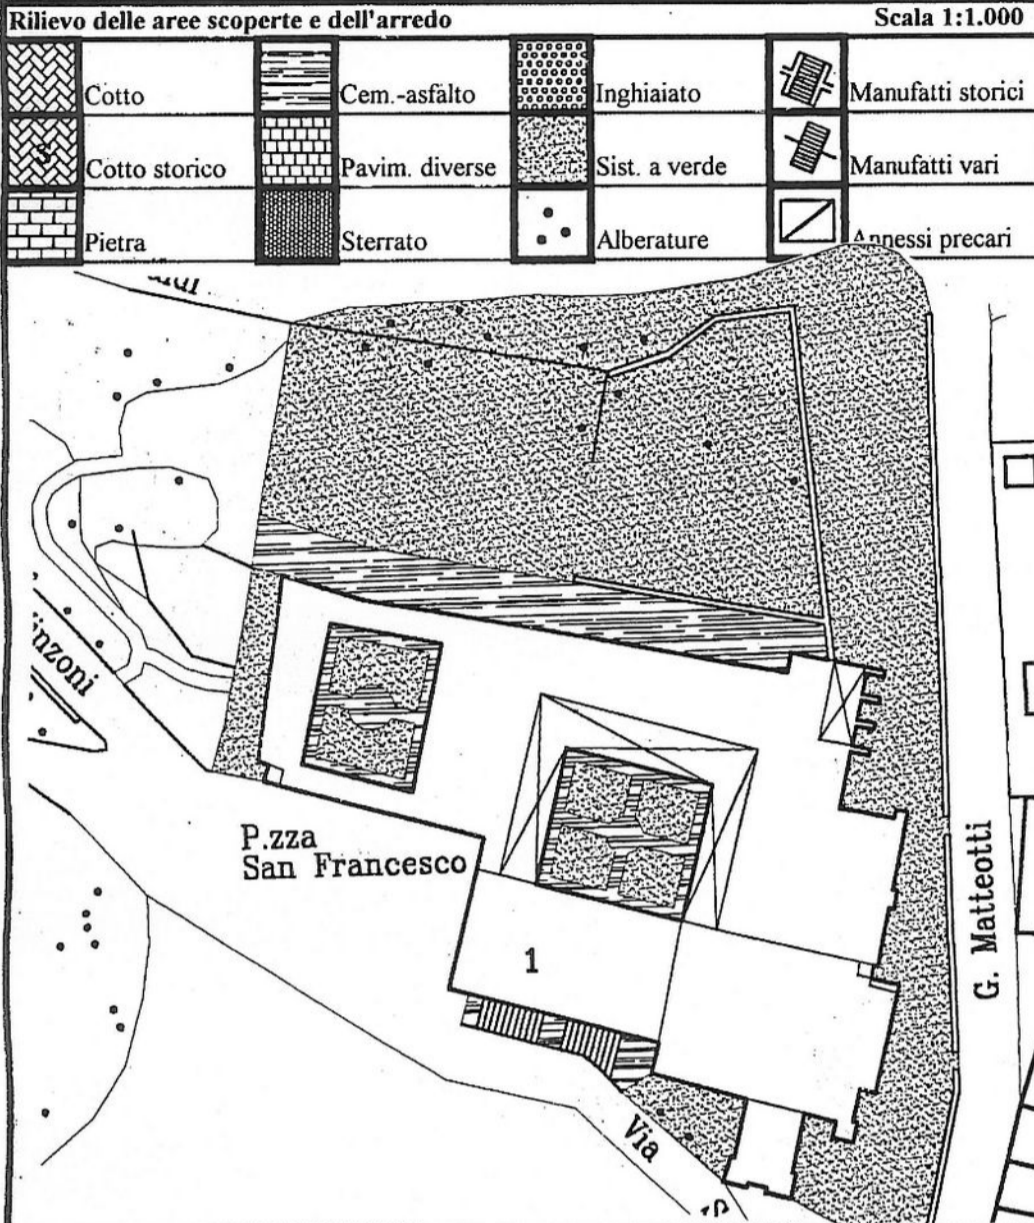 Rilievo delle aree scoperte e dell'arredo Scala 1:1.000
Cotto Cem.-asfalto Inghiaiato Manufatti storici
S Cotto storico Pavim. diverse Sist. a verde Manufatti vari
Pietra Sterrato Alberature Annessi precari
P.zza
San Francesco
1
G. Matteotti
Via